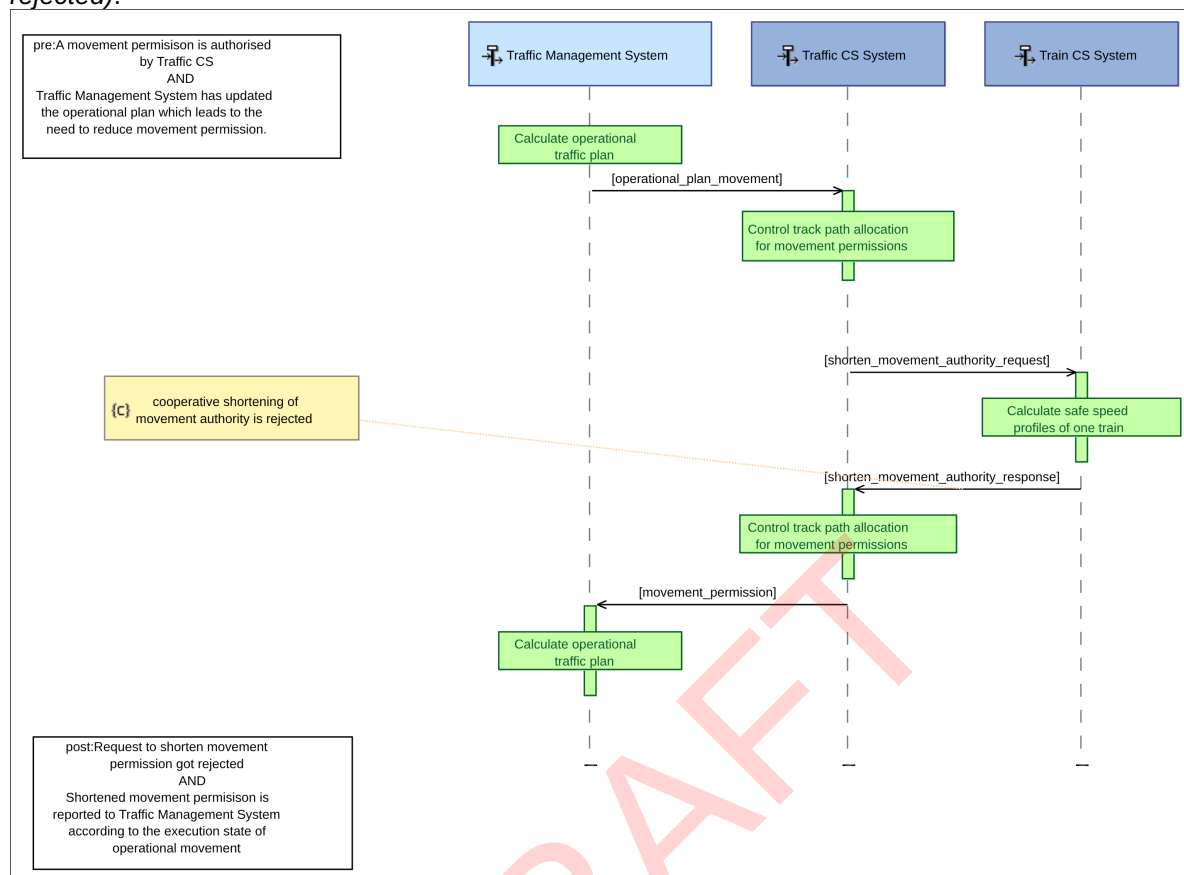 rejected).
pre:A movement permisison is authorised
by Traffic CS
AND
Traffic Management System has updated
the operational plan which leads to the
need to reduce movement permission.
Traffic Management System
Traffic CS System
Train CS System
Calculate operational
traffic plan
[operational_plan_movement]
Control track path allocation
for movement permissions
[shorten_movement_authority_request]
{c} cooperative shortening of
movement authority is rejected
Calculate safe speed
profiles of one train
[shorten_movement_authority_response]
Control track path allocation
for movement permissions
[movement_permission]
Calculate operational
traffic plan
post:Request to shorten movement
permission got rejected
AND
Shortened movement permisison is
reported to Traffic Management System
according to the execution state of
operational movement
RAFT